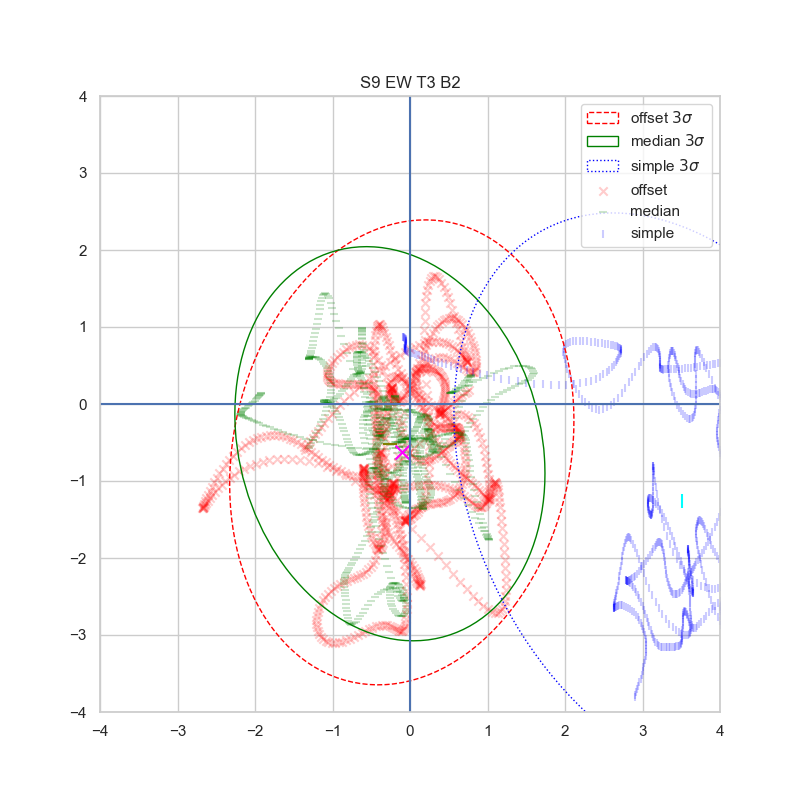 S9 EW T3 B2
offset 3σ
median 3σ
simple 3σ
offset
median
simple
4
3
2
1
0
−1
−2
−3
−4
−4 −3 −2 −1 0 1 2 3 4